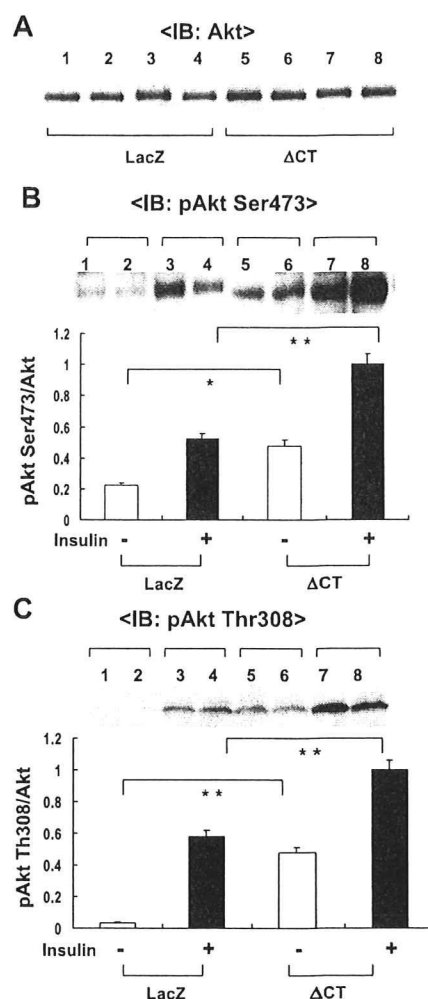 A
<IB: Akt>
1 2 3 4 5 6 7 8
LacZ ΔCT
B
<IB: pAkt Ser473>
1 2 3 4 5 6 7 8
pAkt Ser473/Akt
1.2
1
0.8
0.6
0.4
0.2
0
* *
*
Insulin - + - +
LacZ ΔCT
C
<IB: pAkt Thr308>
1 2 3 4 5 6 7 8
pAkt Th308/Akt
1.2
1
0.8
0.6
0.4
0.2
0
* *
* *
Insulin - + - +
LacZ ΔCT